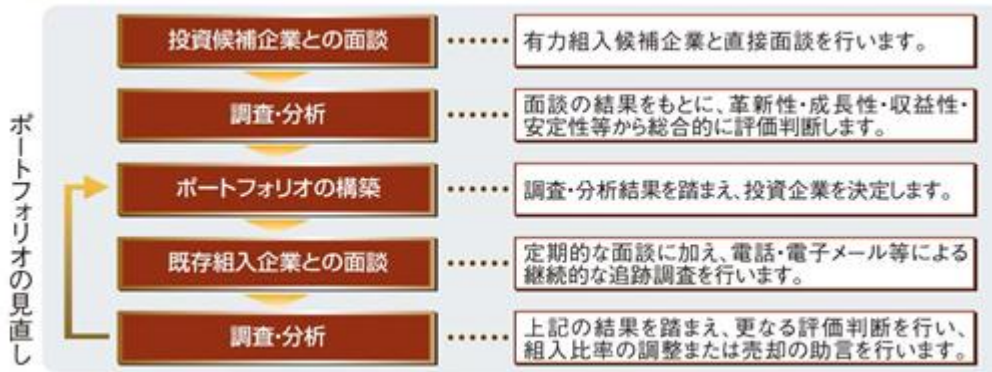 ポートフォリオの見直し
投資候補企業との面談
有力組入候補企業と直接面談を行います。
調査・分析
面談の結果をもとに、革新性・成長性・収益性・
安定性等から総合的に評価判断します。
ポートフォリオの構築
調査・分析結果を踏まえ、投資企業を決定します。
既存組入企業との面談
定期的な面談に加え、電話・電子メール等による
継続的な追跡調査を行います。
調査・分析
上記の結果を踏まえ、更なる評価判断を行い、
組入比率の調整または売却の助言を行います。